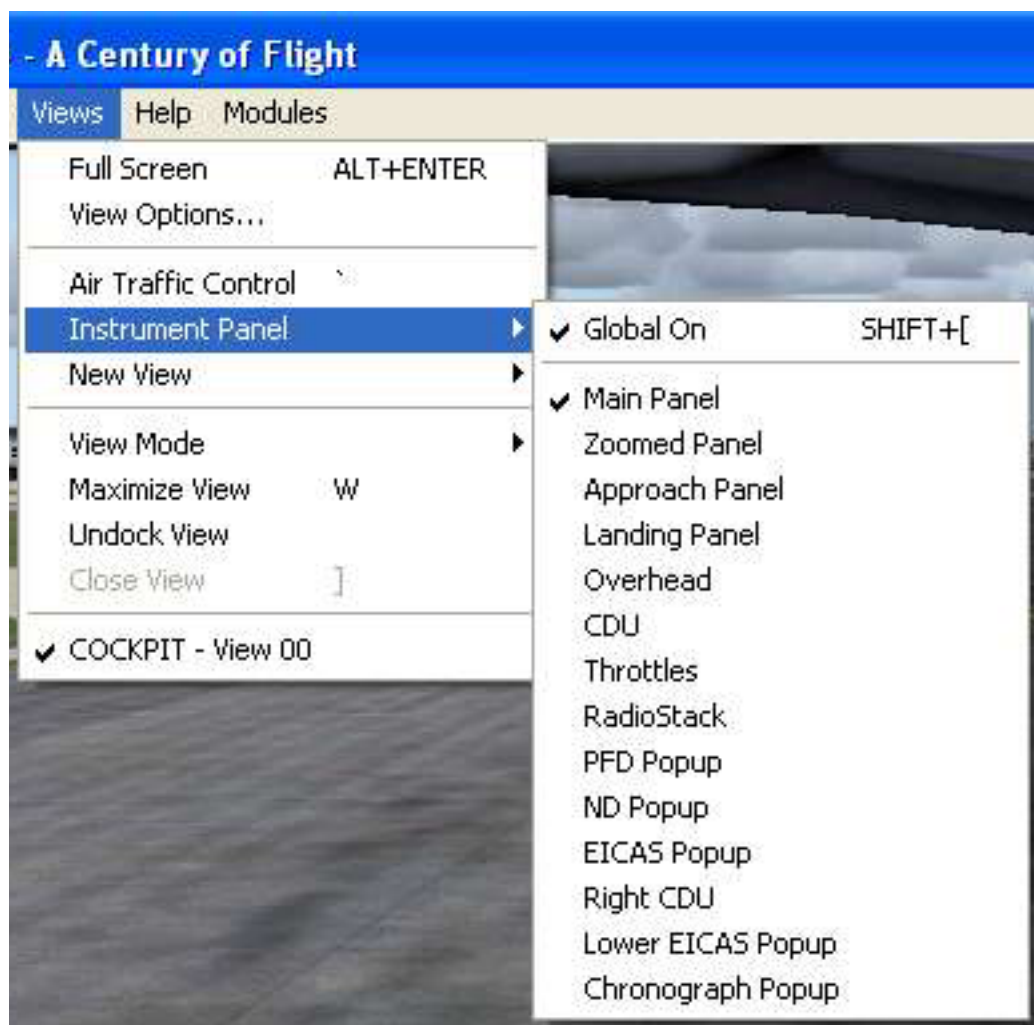 - A Century of Flight
Views Help Modules
Full Screen ALT+ENTER
View Options...
Air Traffic Control `
Instrument Panel
New View
View Mode
Maximize View W
Undock View
Close View ]
COCKPIT - View 00
Global On SHIFT+[
Main Panel
Zoomed Panel
Approach Panel
Landing Panel
Overhead
CDU
Throttles
RadioStack
PFD Popup
ND Popup
EICAS Popup
Right CDU
Lower EICAS Popup
Chronograph Popup